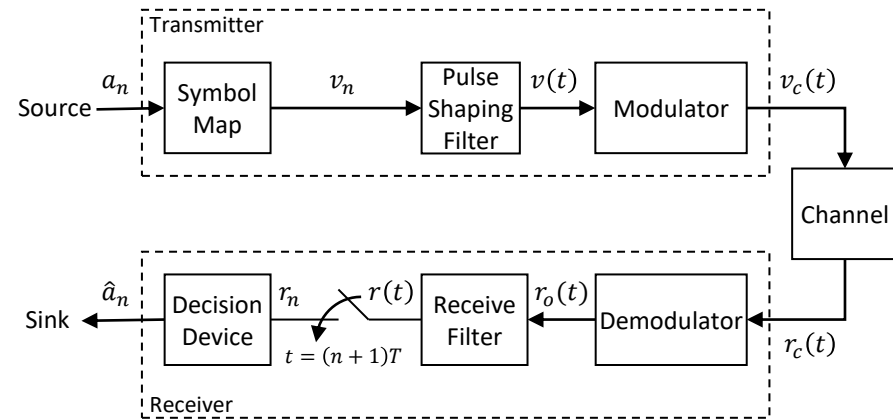 Transmitter
Source
a_n
Symbol
Map
v_n
Pulse
Shaping
Filter
v(t)
Modulator
v_c(t)
Channel
r_c(t)
Demodulator
r_o(t)
Receive
Filter
r(t)
t = (n + 1)T
r_n
Decision
Device
â_n
Sink
Receiver